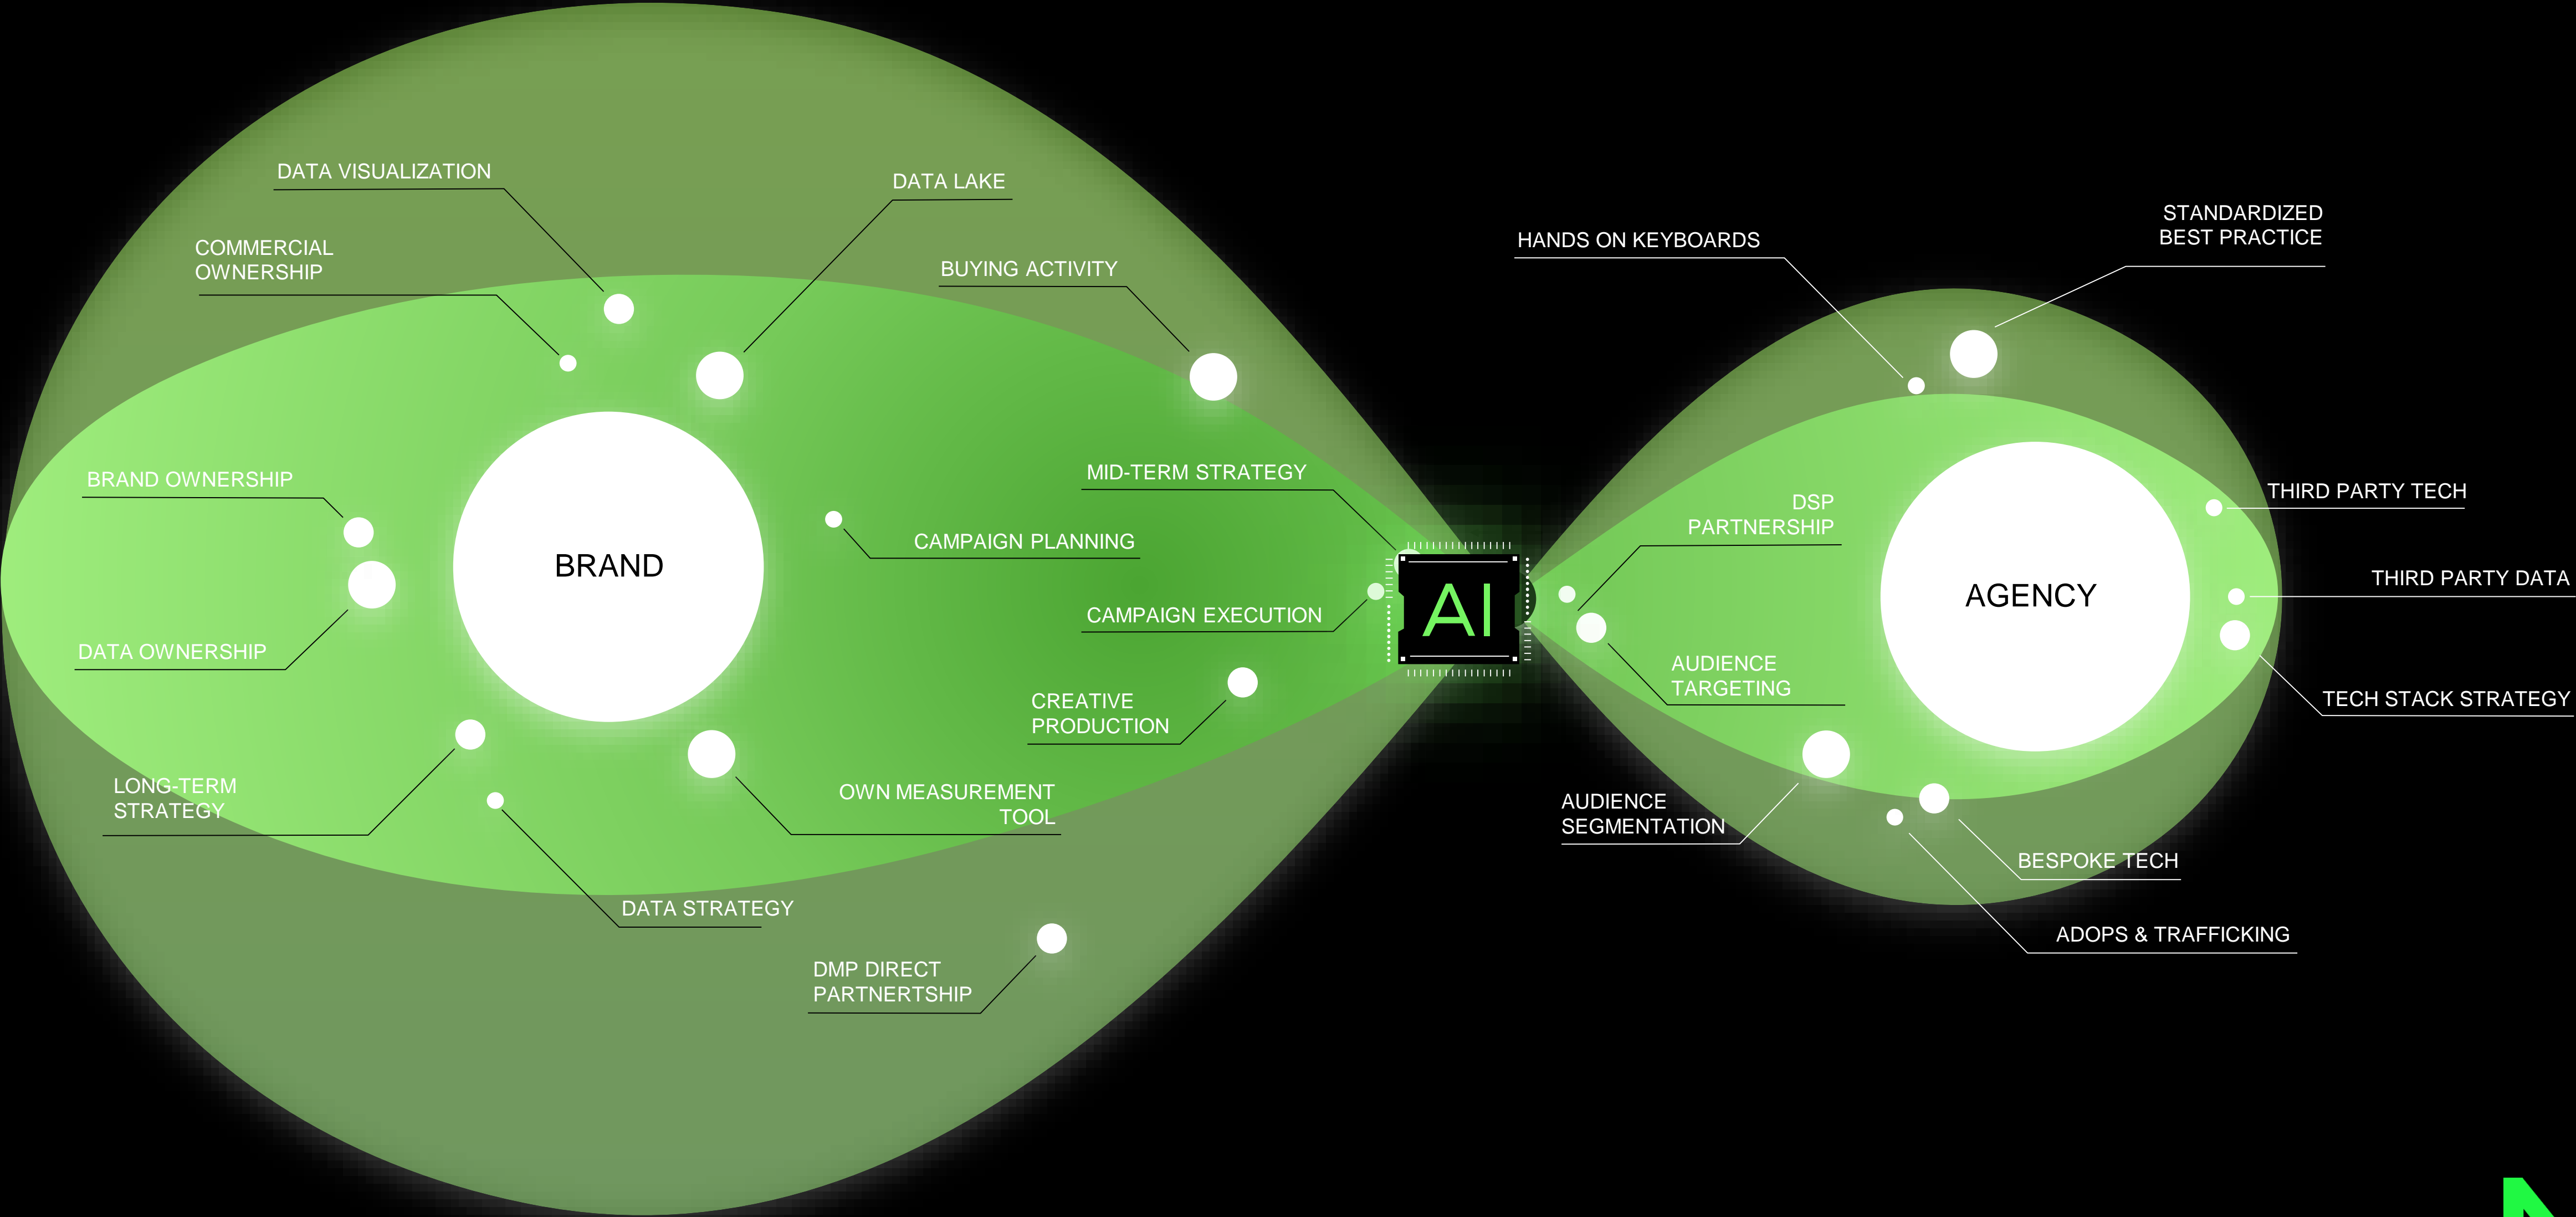 DATA VISUALIZATION
DATA LAKE
COMMERCIAL
OWNERSHIP
BUYING ACTIVITY
BRAND OWNERSHIP
BRAND
MID-TERM STRATEGY
CAMPAIGN PLANNING
CAMPAIGN EXECUTION
DATA OWNERSHIP
CREATIVE
PRODUCTION
LONG-TERM
STRATEGY
OWN MEASUREMENT
TOOL
DATA STRATEGY
DMP DIRECT
PARTNERTSHIP
AI
HANDS ON KEYBOARDS
STANDARDIZED
BEST PRACTICE
DSP
PARTNERSHIP
THIRD PARTY TECH
AGENCY
THIRD PARTY DATA
AUDIENCE
TARGETING
TECH STACK STRATEGY
AUDIENCE
SEGMENTATION
BESPOKE TECH
ADOPS & TRAFFICKING